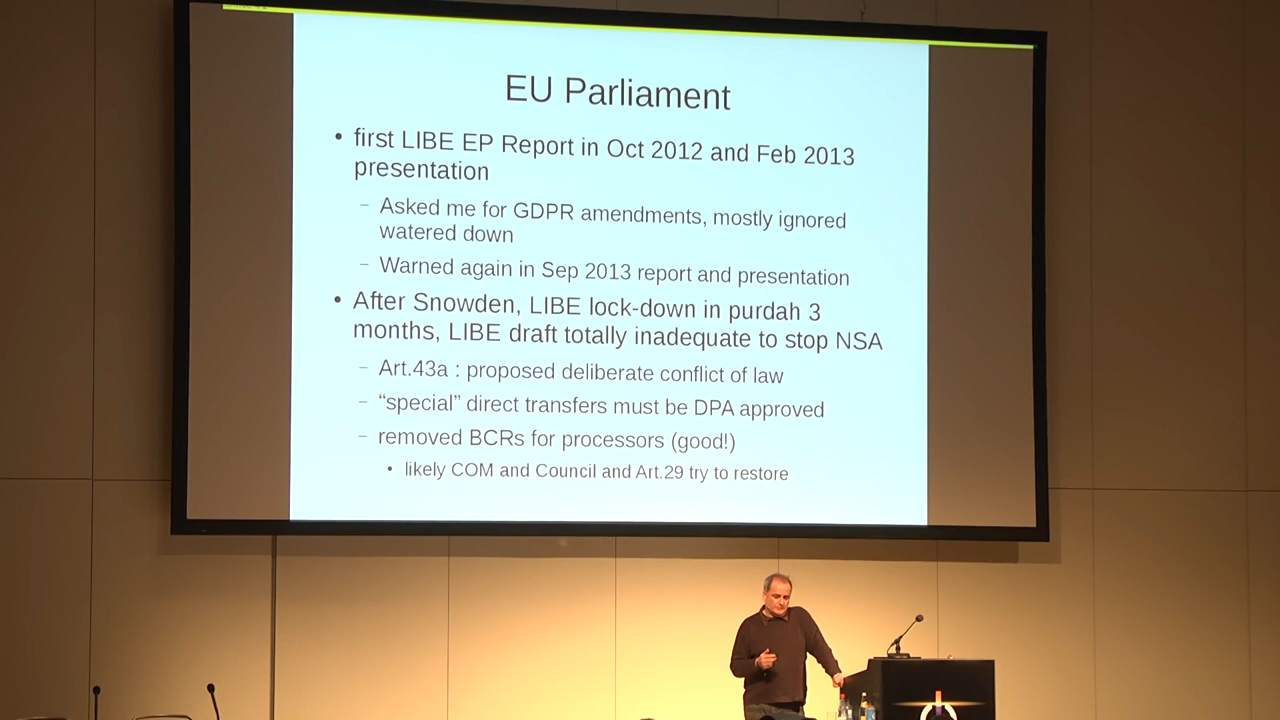 EU Parliament
• first LIBE EP Report in Oct 2012 and Feb 2013
presentation
– Asked me for GDPR amendments, mostly ignored
watered down
– Warned again in Sep 2013 report and presentation
• After Snowden, LIBE lock-down in purdah 3
months, LIBE draft totally inadequate to stop NSA
– Art.43a : proposed deliberate conflict of law
– “special” direct transfers must be DPA approved
– removed BCRs for processors (good!)
• likely COM and Council and Art.29 try to restore